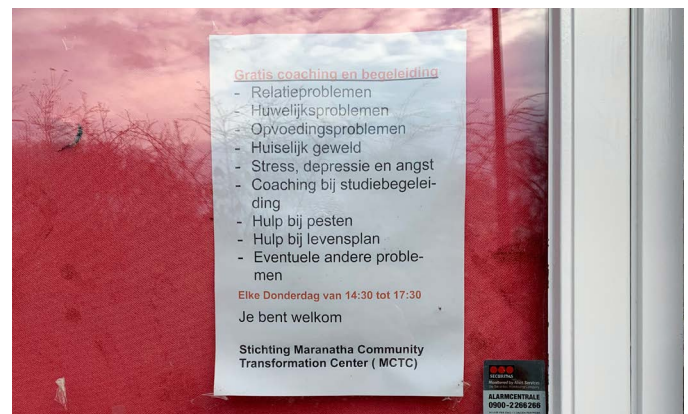 Gratis coaching en begeleiding
- Relatieproblemen
- Huwelijksproblemen
- Opvoedingsproblemen
- Huiselijk geweld
- Stress, depressie en angst
- Coaching bij studiebegelei-
ding
- Hulp bij pesten
- Hulp bij levensplan
- Eventuele andere proble-
men
Elke Donderdag van 14:30 tot 17:30
Je bent welkom
Stichting Maranatha Community
Transformation Center ( MCTC)
SECURITAS
ALARMCENTRALE
0900-2266266